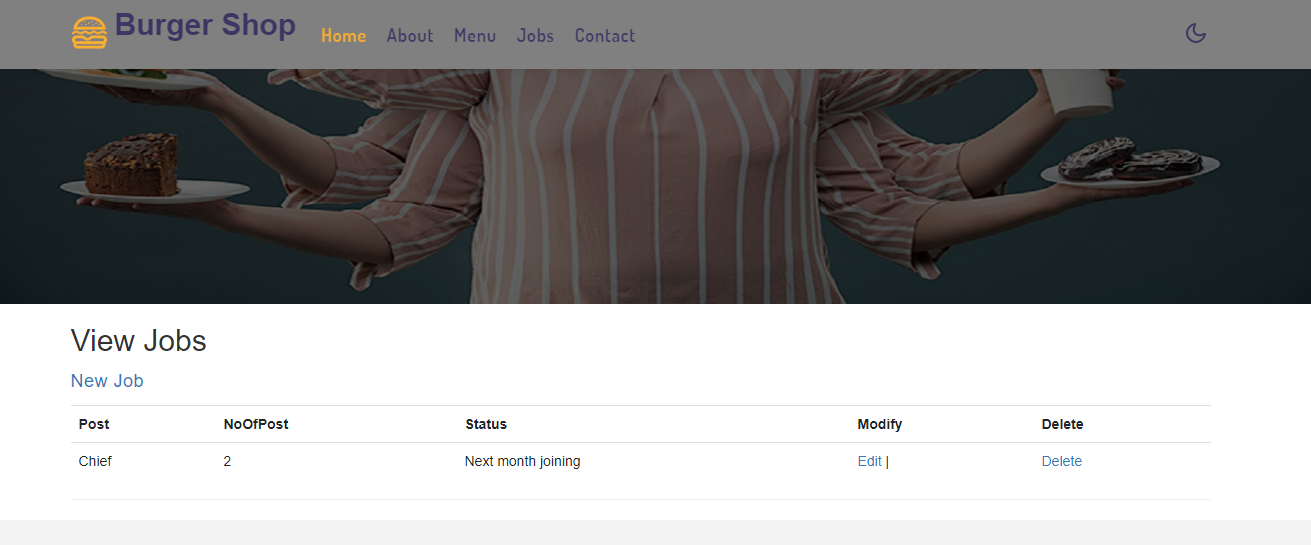 Burger Shop Home About Menu Jobs Contact
View Jobs
New Job
Post NoOfPost Status Modify Delete
Chief 2 Next month joining Edit | Delete